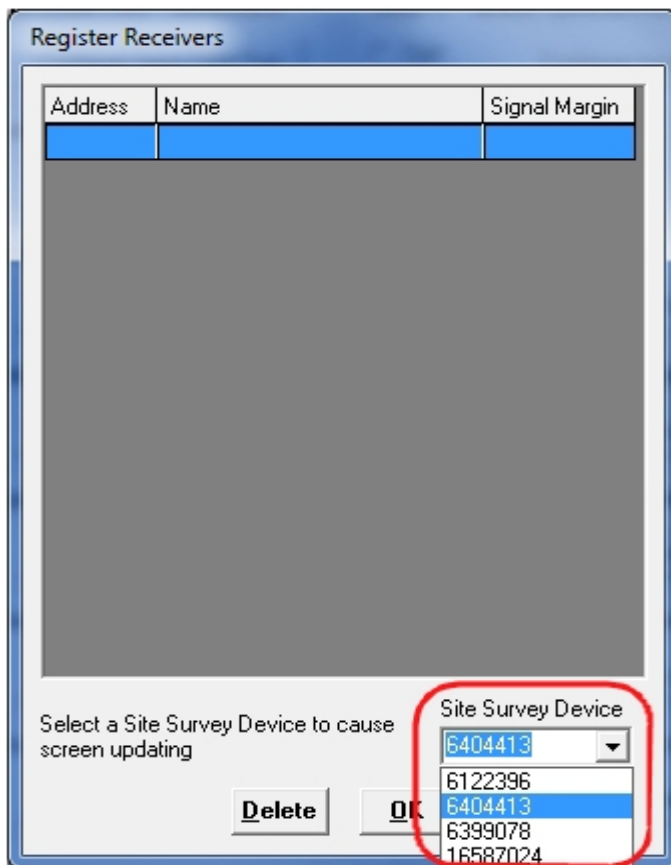 Register Receivers
Address Name Signal Margin
Site Survey Device
Select a Site Survey Device to cause
screen updating
6404413
6122396
6404413
6399078
16587024
Delete OK